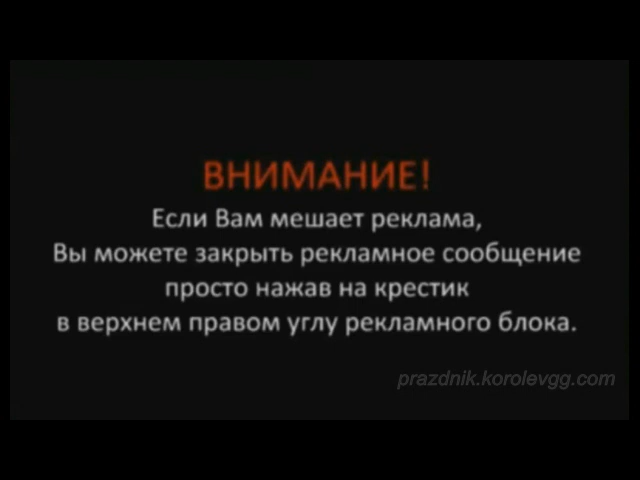 ВНИМАНИЕ!
Если Вам мешает реклама,
Вы можете закрыть рекламное сообщение
просто нажав на крестик
в верхнем правом углу рекламного блока.
prazdnik.korolevgg.com